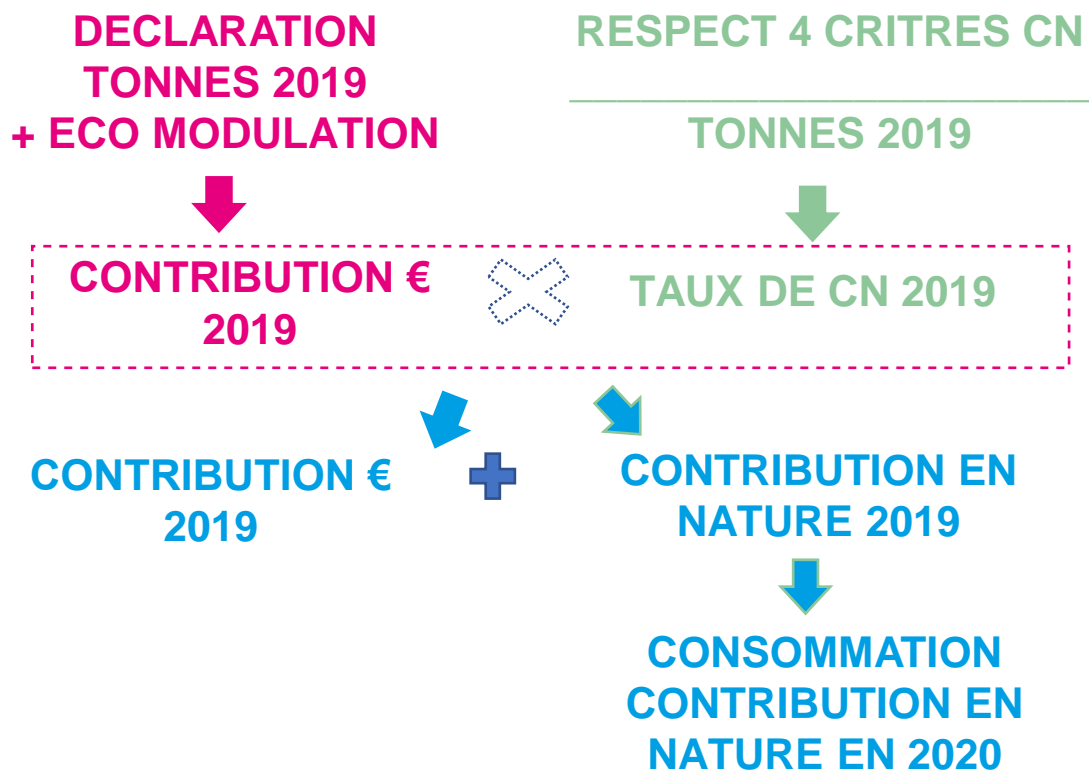 DECLARATION
TONNES 2019
+ ECO MODULATION
RESPECT 4 CRITRES CN
TONNES 2019
CONTRIBUTION €
2019
TAUX DE CN 2019
CONTRIBUTION €
2019
CONTRIBUTION EN
NATURE 2019
CONSOMMATION
CONTRIBUTION EN
NATURE EN 2020